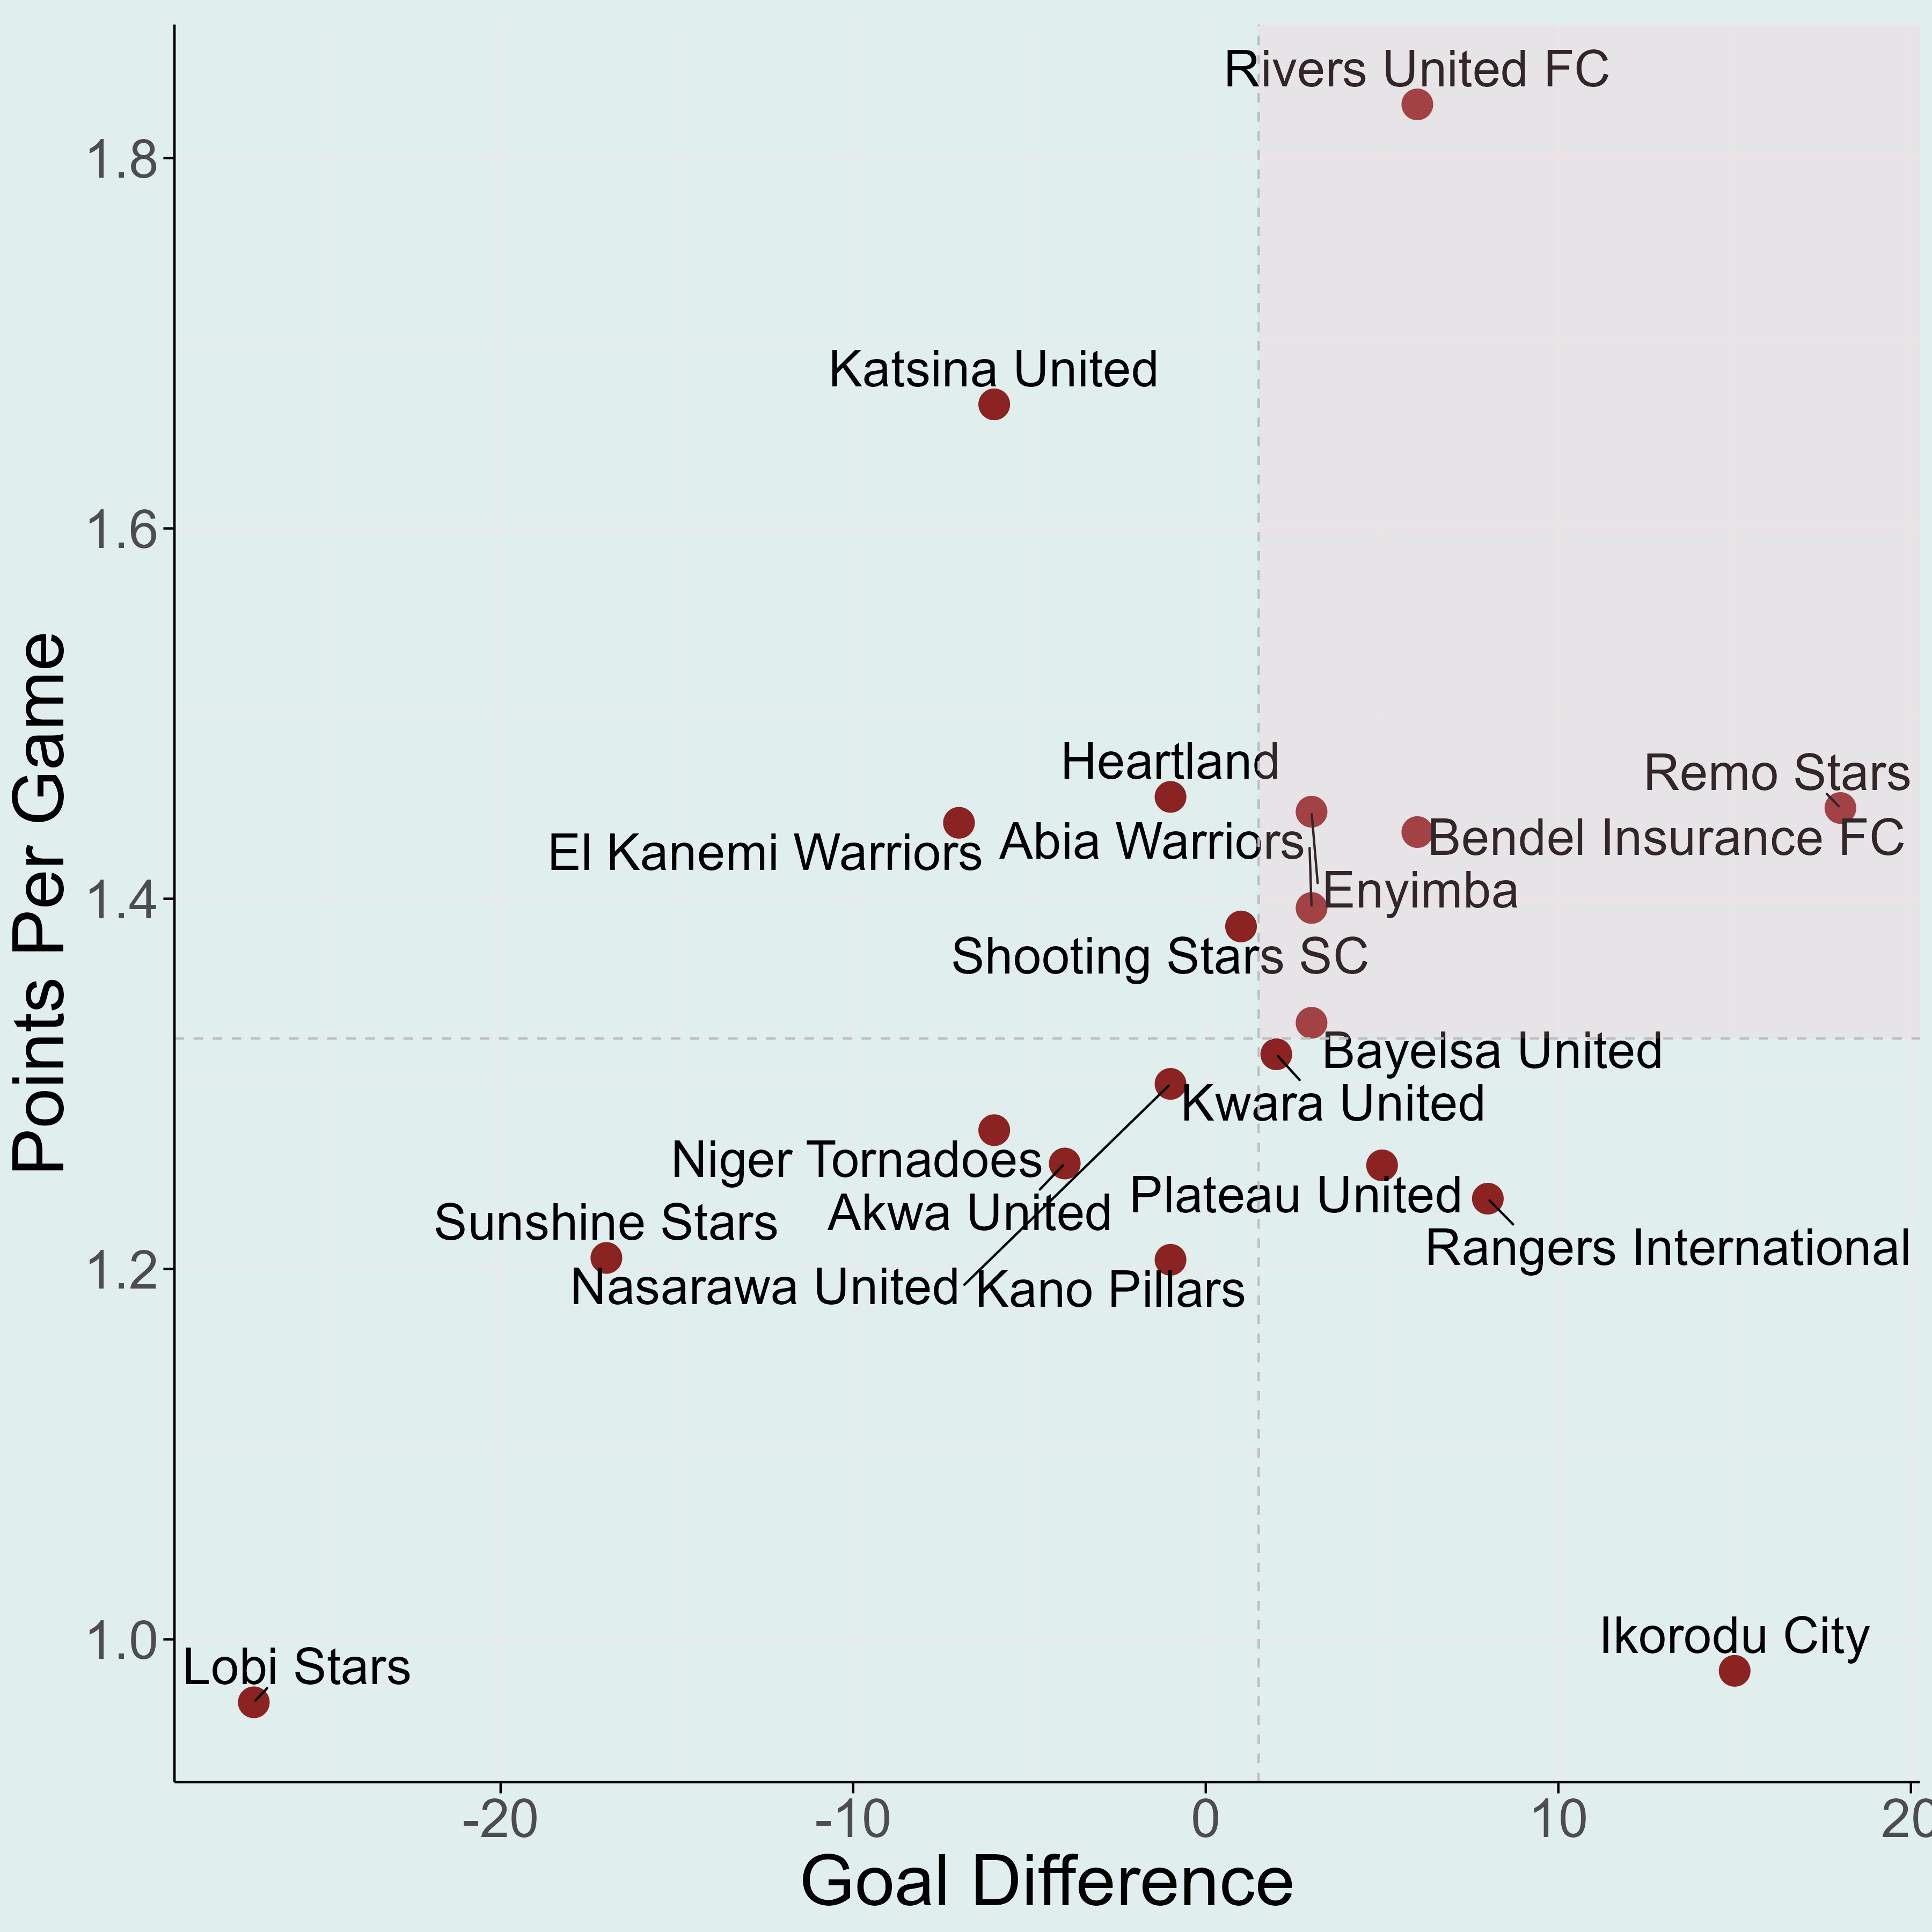 Rivers United FC
1.8
Katsina United
1.6
Points Per Game
Heartland
Remo Stars
El Kanemi Warriors
Abia Warriors
Bendel Insurance FC
1.4
Enyimba
Shooting Stars SC
Bayelsa United
Kwara United
Niger Tornadoes
Akwa United
Plateau United
Sunshine Stars
Rangers International
1.2
Nasarawa United
Kano Pillars
1.0
Ikorodu City
Lobi Stars
-20 -10 0 10 20
Goal Difference